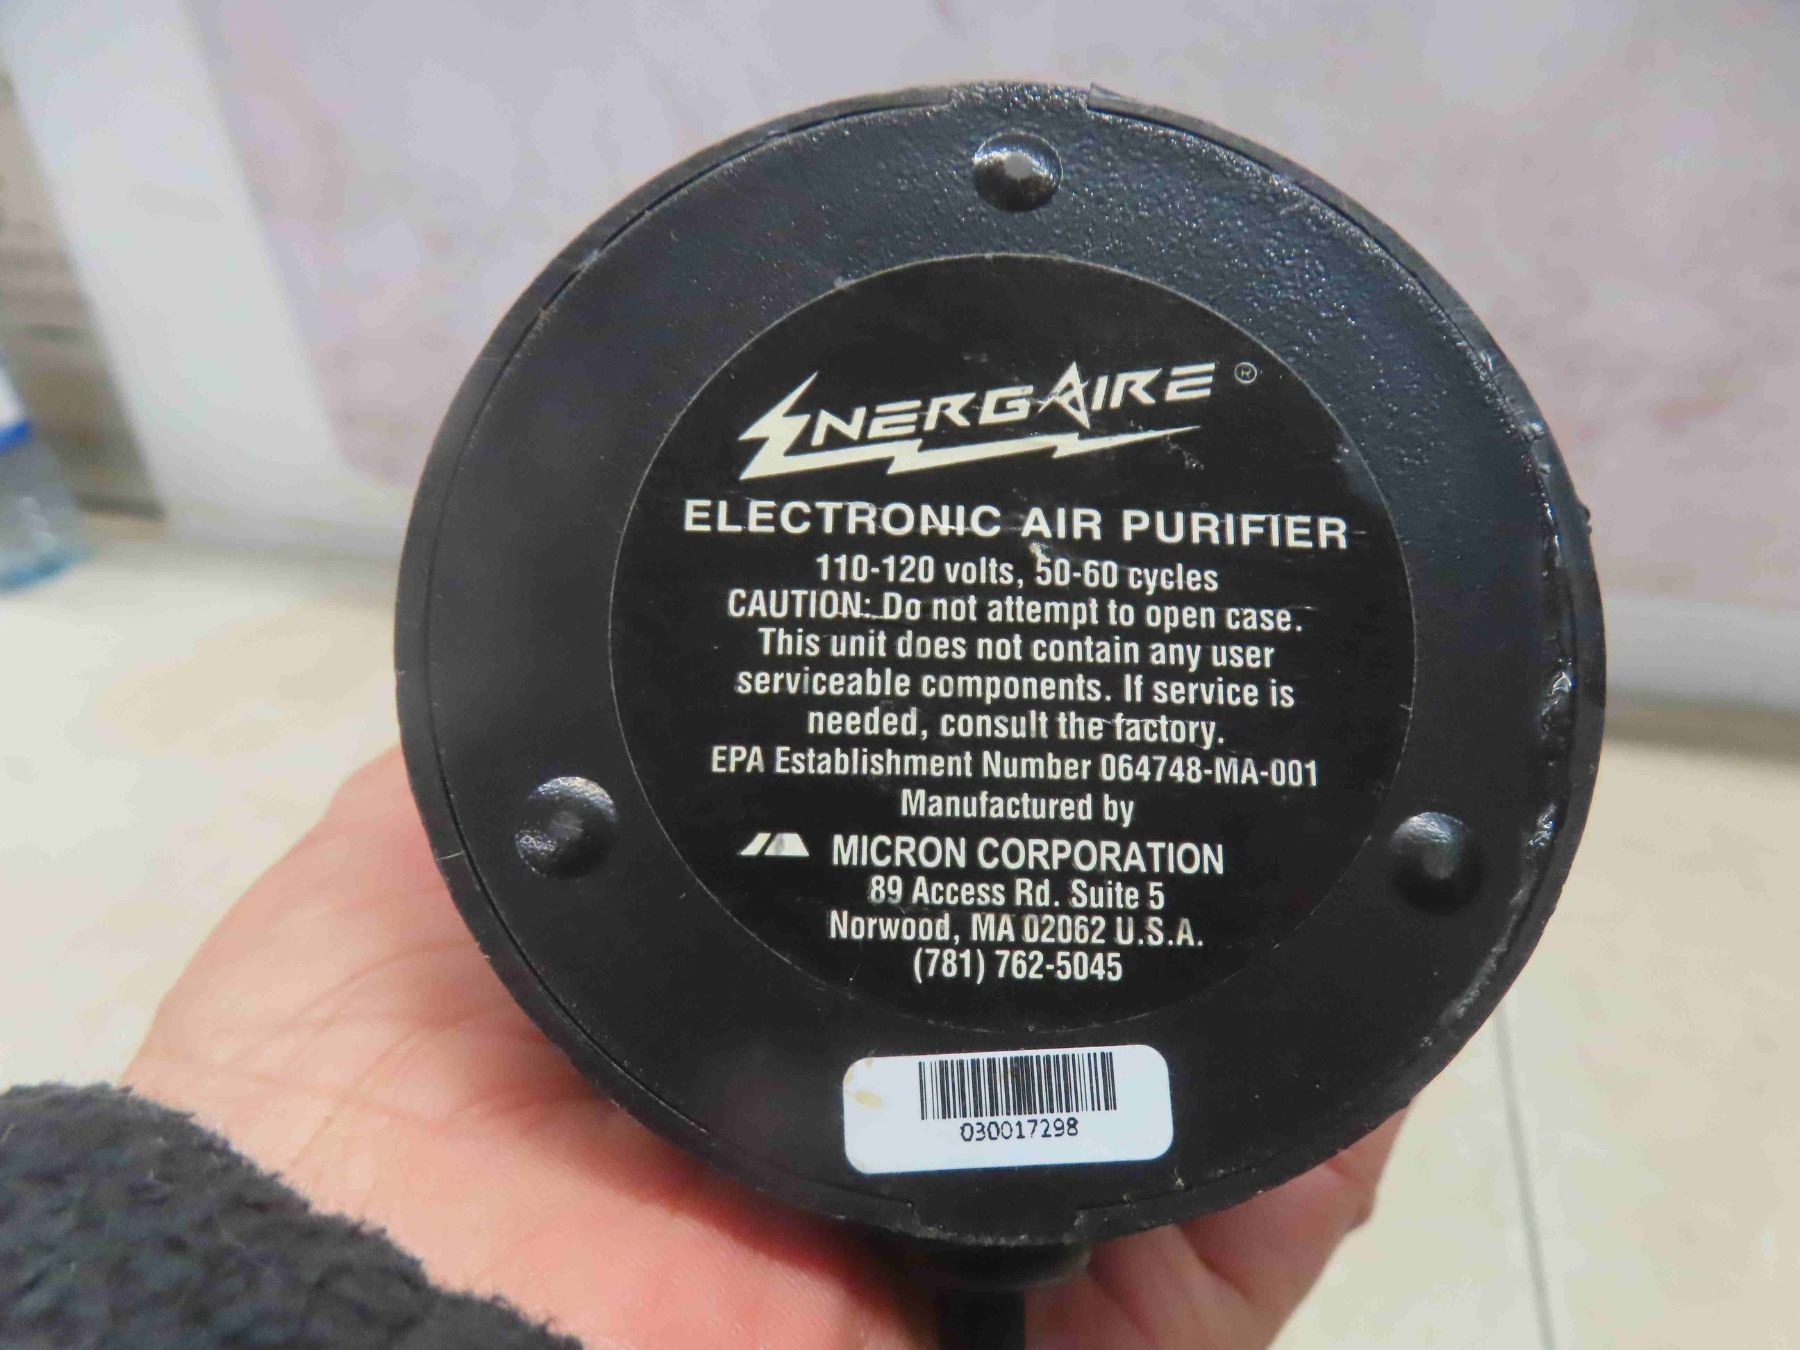 ENERGAIRE ®
ELECTRONIC AIR PURIFIER
110-120 volts, 50-60 cycles
CAUTION: Do not attempt to open case.
This unit does not contain any user
serviceable components. If service is
needed, consult the factory.
EPA Establishment Number 064748-MA-001
Manufactured by
MICRON CORPORATION
89 Access Rd. Suite 5
Norwood, MA 02062 U.S.A.
(781) 762-5045
030017298